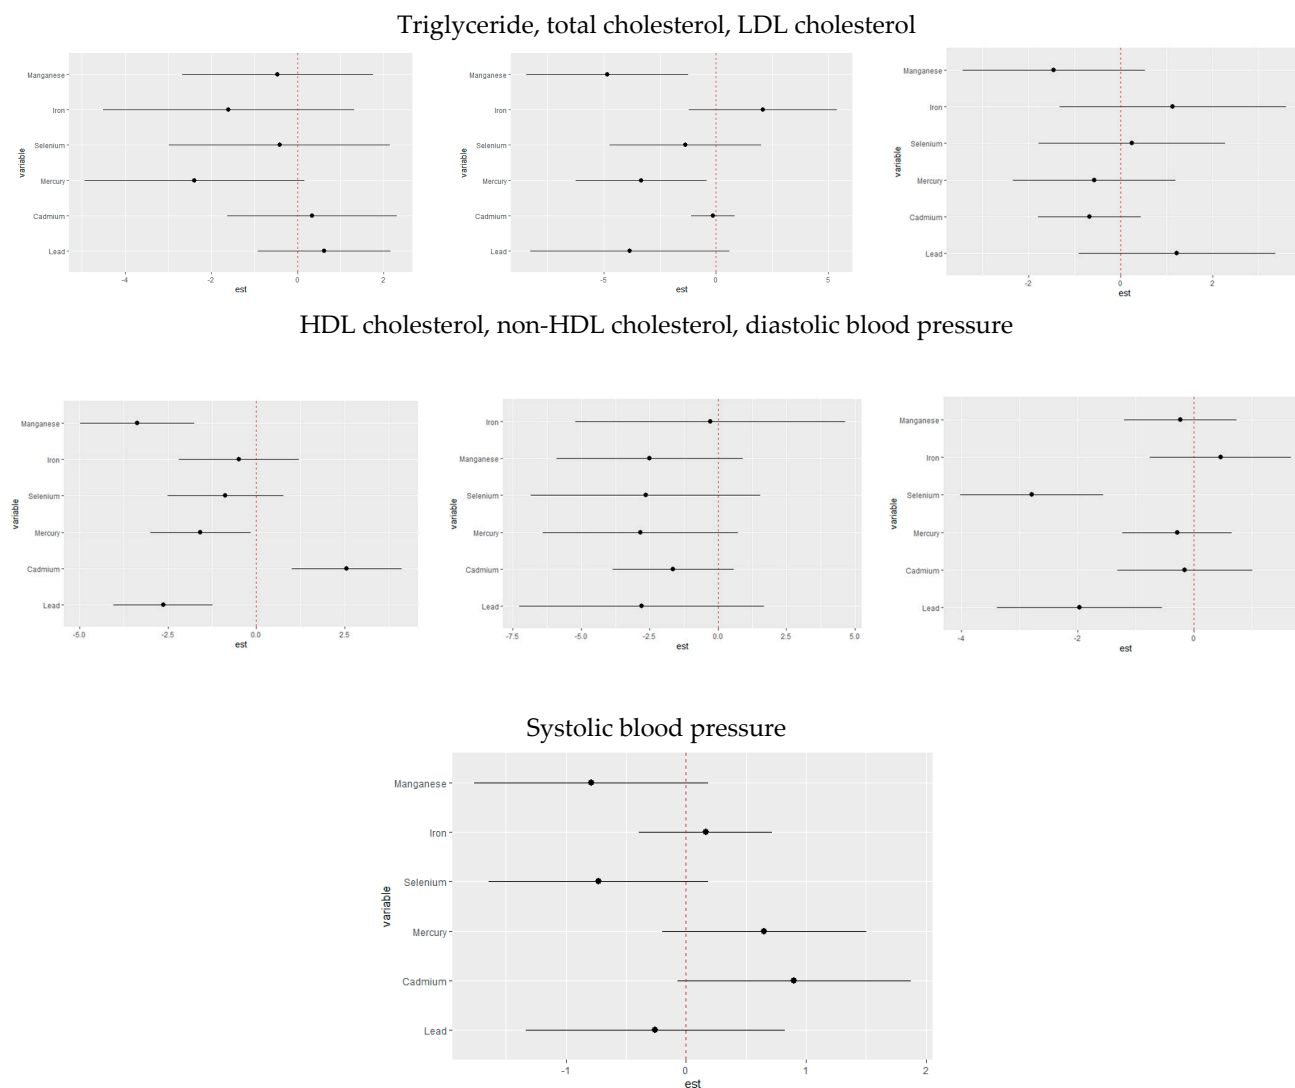 Triglyceride, total cholesterol, LDL cholesterol
variable
Manganese
Iron
Selenium
Mercury
Cadmium
Lead
-4 -2 0 2
est
variable
Manganese
Iron
Selenium
Mercury
Cadmium
Lead
-5 0 5
est
variable
Manganese
Iron
Selenium
Mercury
Cadmium
Lead
-2 0 2
est
HDL cholesterol, non-HDL cholesterol, diastolic blood pressure
variable
Manganese
Iron
Selenium
Mercury
Cadmium
Lead
-5.0 -2.5 0.0 2.5
est
variable
Iron
Manganese
Selenium
Mercury
Cadmium
Lead
-7.5 -5.0 -2.5 0.0 2.5 5.0
est
variable
Manganese
Iron
Selenium
Mercury
Cadmium
Lead
-4 -2 0
est
Systolic blood pressure
variable
Manganese
Iron
Selenium
Mercury
Cadmium
Lead
-1 0 1 2
est